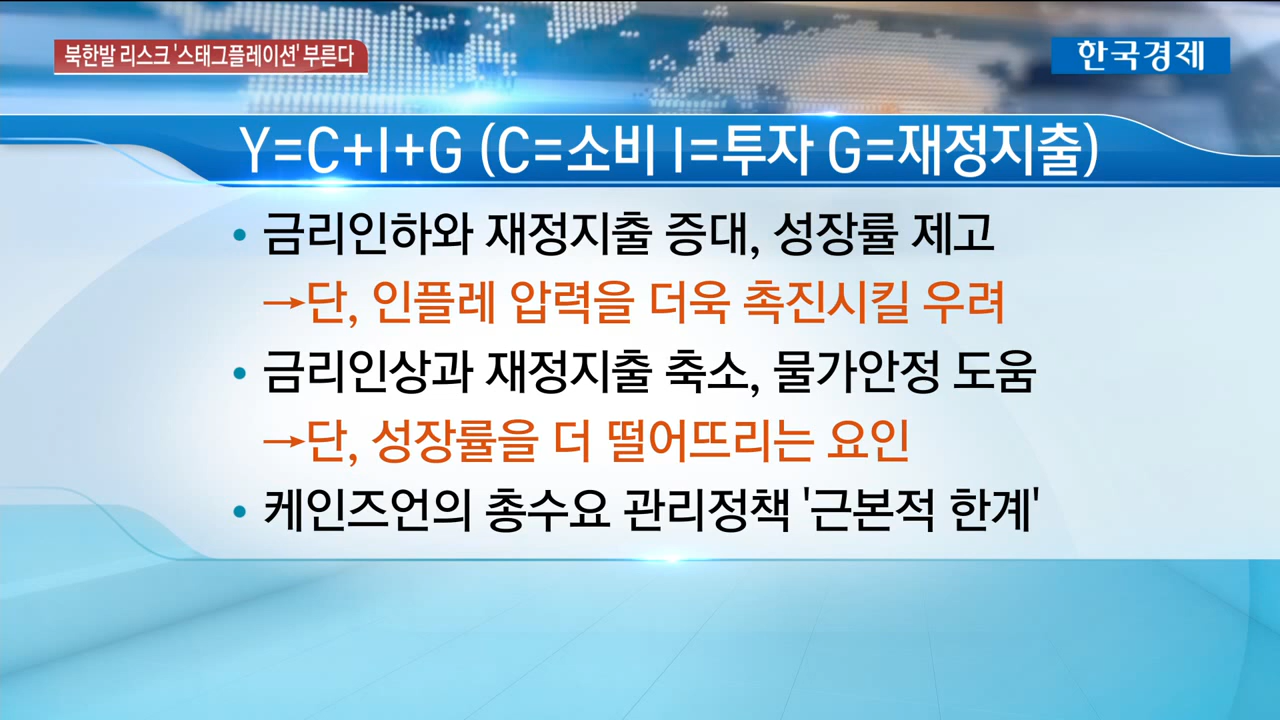 북한발 리스크 '스태그플레이션' 부른다
한국경제
Y=C+I+G (C=소비 I=투자 G=재정지출)
• 금리인하와 재정지출 증대, 성장률 제고
→단, 인플레 압력을 더욱 촉진시킬 우려
• 금리인상과 재정지출 축소, 물가안정 도움
→단, 성장률을 더 떨어뜨리는 요인
• 케인즈언의 총수요 관리정책 '근본적 한계'